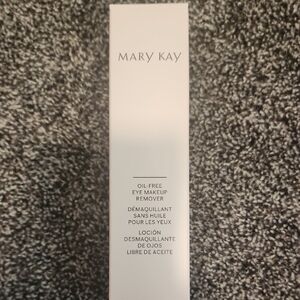 MARY KAY
OIL-FREE
EYE MAKEUP
REMOVER
DÉMAQUILLANT
SANS HUILE
POUR LES YEUX
LOCIÓN
DESMAQUILLANTE
DE OJOS
LIBRE DE ACEITE